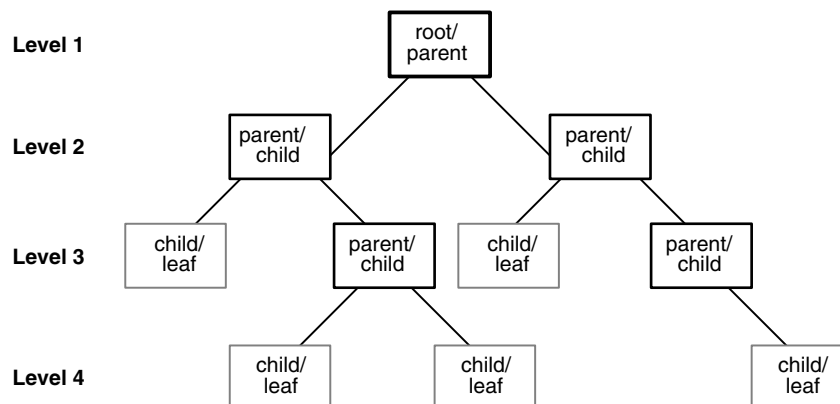 Level 1
root/
parent
Level 2
parent/
child
parent/
child
Level 3
child/
leaf
parent/
child
child/
leaf
parent/
child
Level 4
child/
leaf
child/
leaf
child/
leaf